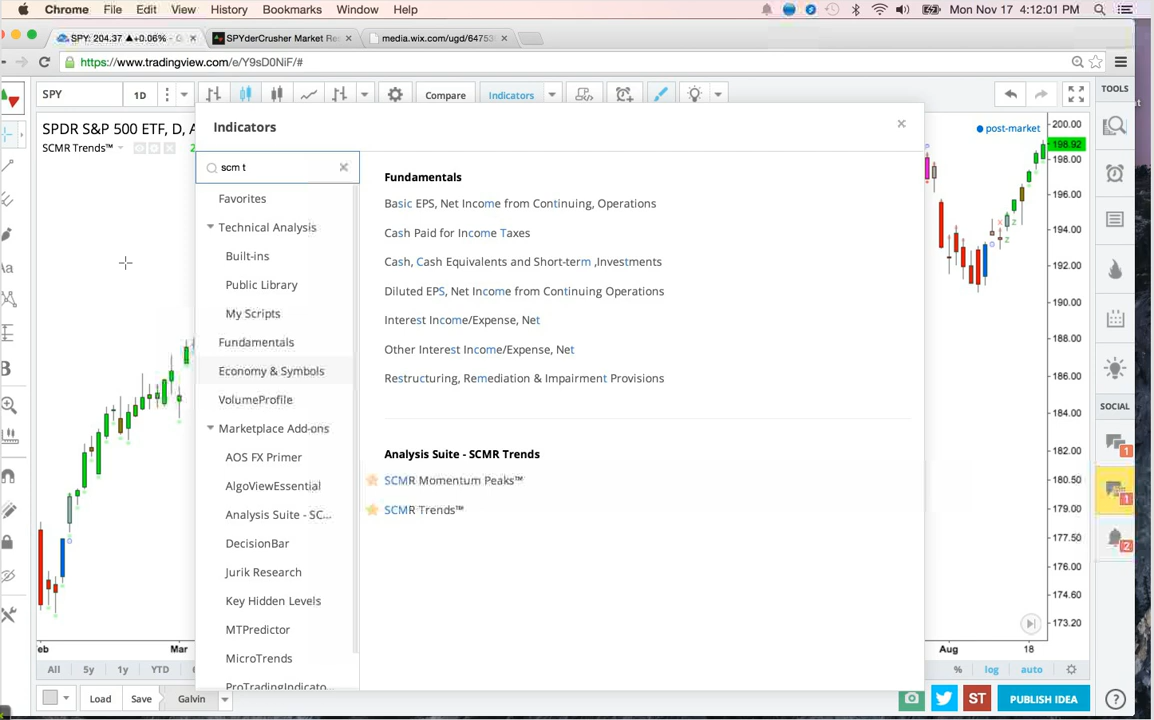 Chrome File Edit View History Bookmarks Window Help Mon Nov 17 4:12:01 PM
SPY: 204.37 ▲+0.06% × SPYderCrusher Market Re × media.wix.com/ugd/6475 ×
https://www.tradingview.com/e/Y9sD0NiF/#
SPY 1D Compare Indicators TOOLS
SPDR S&P 500 ETF, D, A
SCMR Trends™
post-market
Indicators ×
scm t ×
Favorites
Technical Analysis
Built-ins
Public Library
My Scripts
Fundamentals
Economy & Symbols
VolumeProfile
Marketplace Add-ons
AOS FX Primer
AlgoViewEssential
Analysis Suite - SC...
DecisionBar
Jurik Research
Key Hidden Levels
MTPredictor
MicroTrends
ProTradingIndicato...
Fundamentals
Basic EPS, Net Income from Continuing, Operations
Cash Paid for Income Taxes
Cash, Cash Equivalents and Short-term ,Investments
Diluted EPS, Net Income from Continuing Operations
Interest Income/Expense, Net
Other Interest Income/Expense, Net
Restructuring, Remediation & Impairment Provisions
Analysis Suite - SCMR Trends
SCMR Momentum Peaks™
SCMR Trends™
200.00
198.92
198.00
196.00
194.00
192.00
190.00
188.00
186.00
184.00
182.00
180.50
179.00
177.50
176.00
174.60
173.20
SOCIAL
1
1
2
Mar Aug 18
All 5y 1y YTD % log auto
Load Save Galvin ST PUBLISH IDEA ?